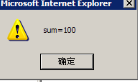 Microsoft Internet Explorer
sum=100
确定